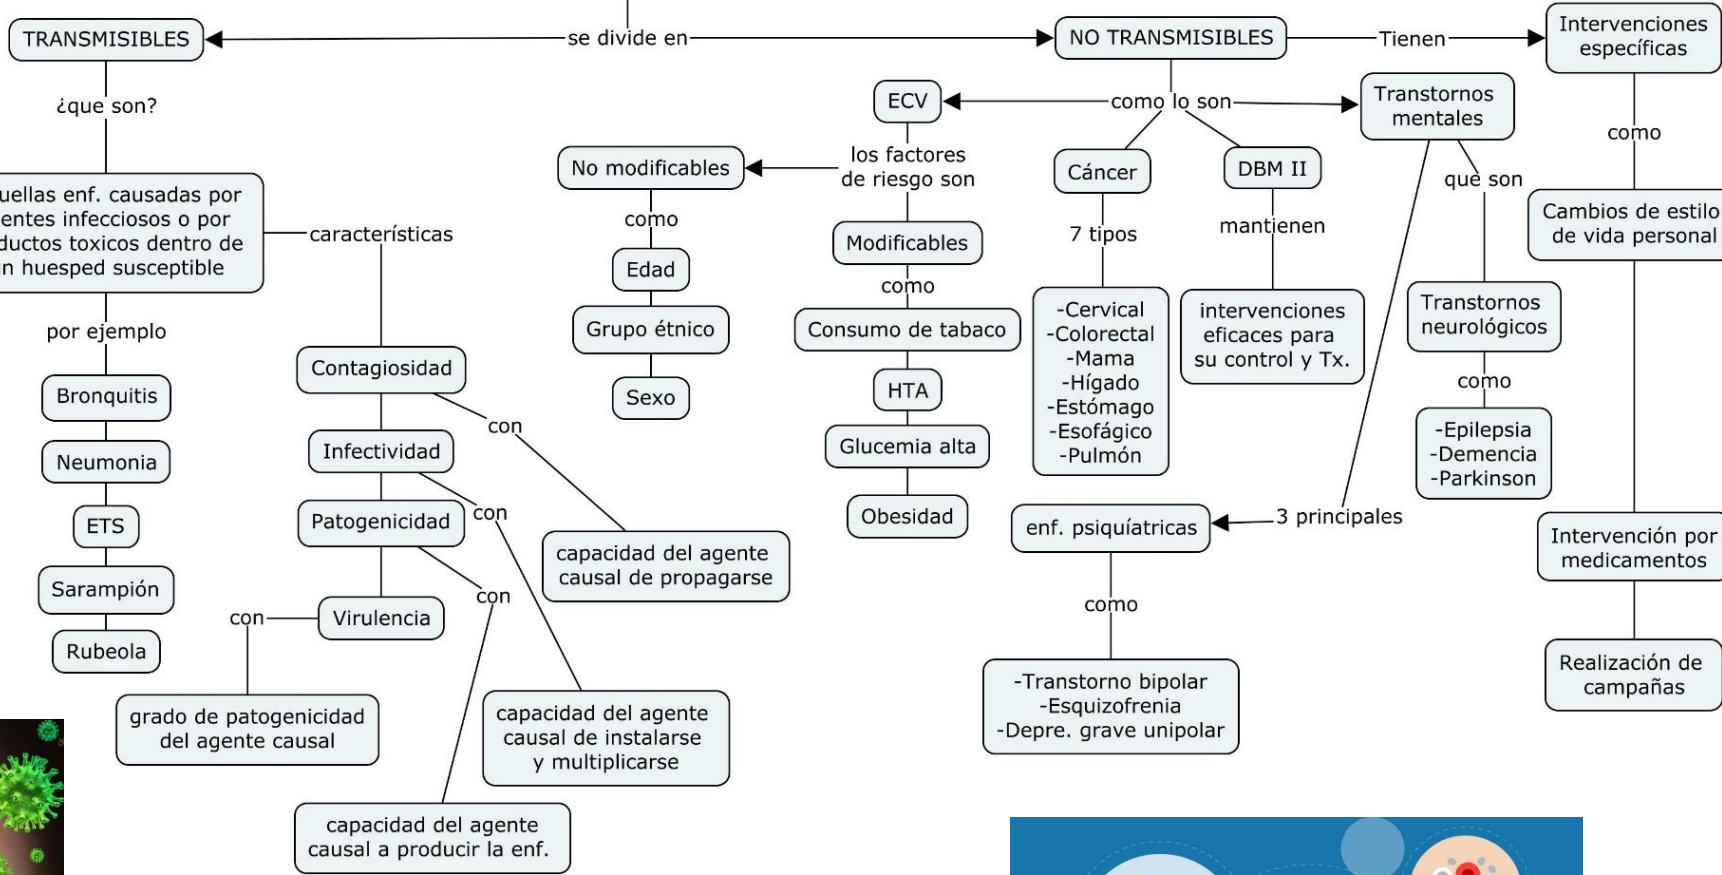 TRANSMISIBLES
se divide en
NO TRANSMISIBLES
Tienen
Intervenciones
específicas
¿que son?
enf. causadas por
infecciosos o por
toxicos dentro de
huesped susceptible
características
por ejemplo
Bronquitis
Neumonia
ETS
Sarampión
Rubeola
Contagiosidad
con
capacidad del agente
causal de propagarse
Infectividad
con
capacidad del agente
causal de instalarse
y multiplicarse
Patogenicidad
con
capacidad del agente
causal a producir la enf.
Virulencia
con
grado de patogenicidad
del agente causal
como lo son
ECV
los factores
de riesgo son
No modificables
como
Edad
Grupo étnico
Sexo
Modificables
como
Consumo de tabaco
HTA
Glucemia alta
Obesidad
Cáncer
7 tipos
-Cervical
-Colorectal
-Mama
-Hígado
-Estómago
-Esofágico
-Pulmón
DBM II
mantienen
intervenciones
eficaces para
su control y Tx.
Transtornos
mentales
que son
Transtornos
neurológicos
como
-Epilepsia
-Demencia
-Parkinson
3 principales
enf. psiquíatricas
como
-Transtorno bipolar
-Esquizofrenia
-Depre. grave unipolar
como
Cambios de estilo
de vida personal
Intervención por
medicamentos
Realización de
campañas